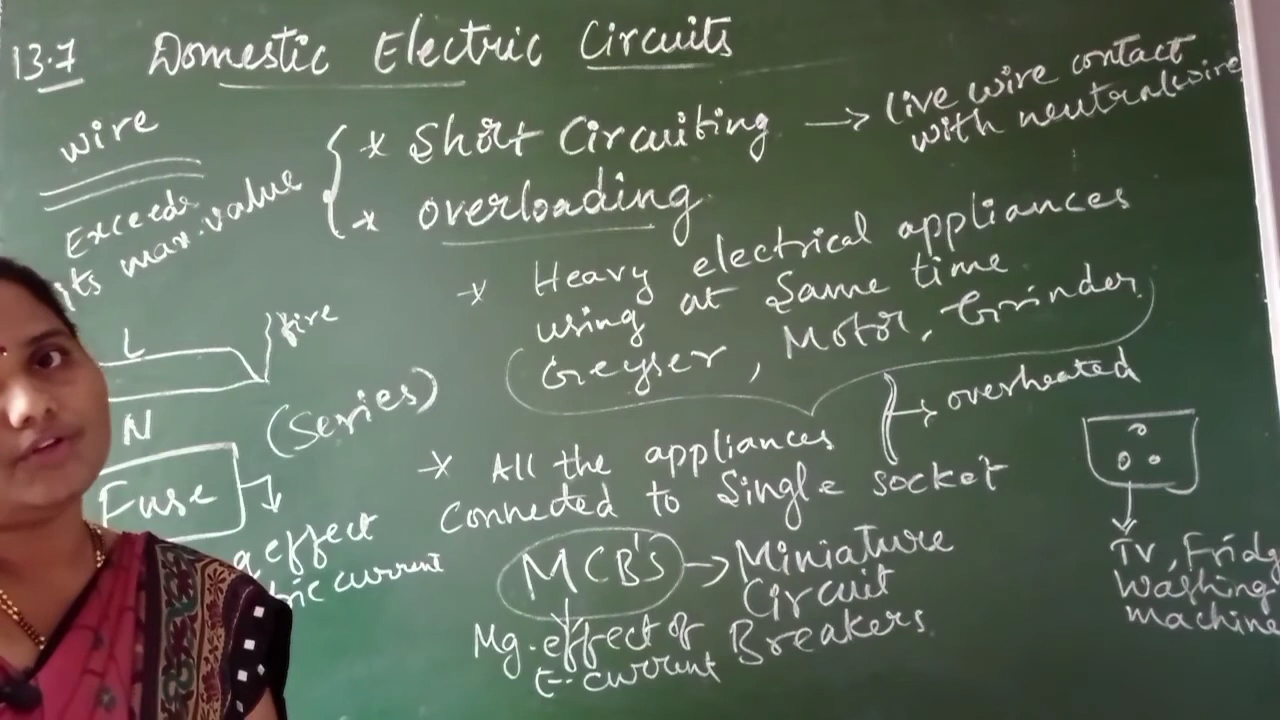 13.7 Domestic Electric Circuits
wire
Exceeds
its max. value
* Short Circuiting → live wire contact
with neutral wire
* overloading
* Heavy electrical appliances
using at Same time
Geyser, Motor, Grinder
L
fire
N
(Series)
Fuse
effect
current
→ overheated
* All the appliances
Connected to Single socket
MCB's → Miniature
Circuit
Breakers
Mg. effect of
E. current
TV, Fridg
Washing
machine